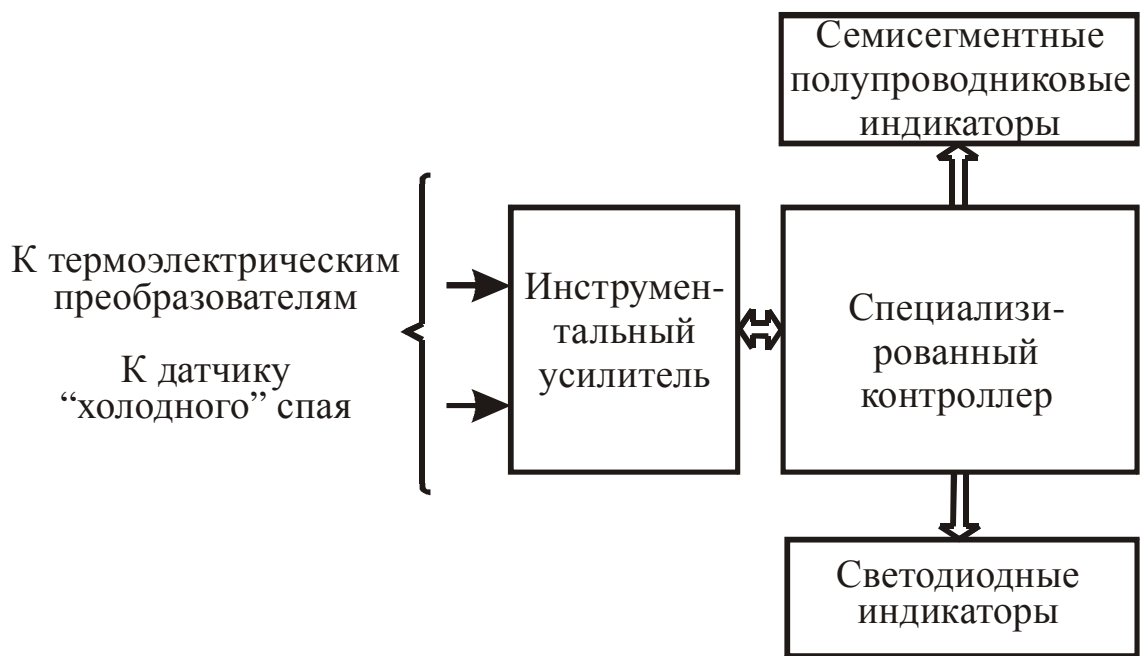 Семисегментные
полупроводниковые
индикаторы
К термоэлектрическим
преобразователям
К датчику
“холодного” спая
Инструмен-
тальный
усилитель
Специализи-
рованный
контроллер
Светодиодные
индикаторы